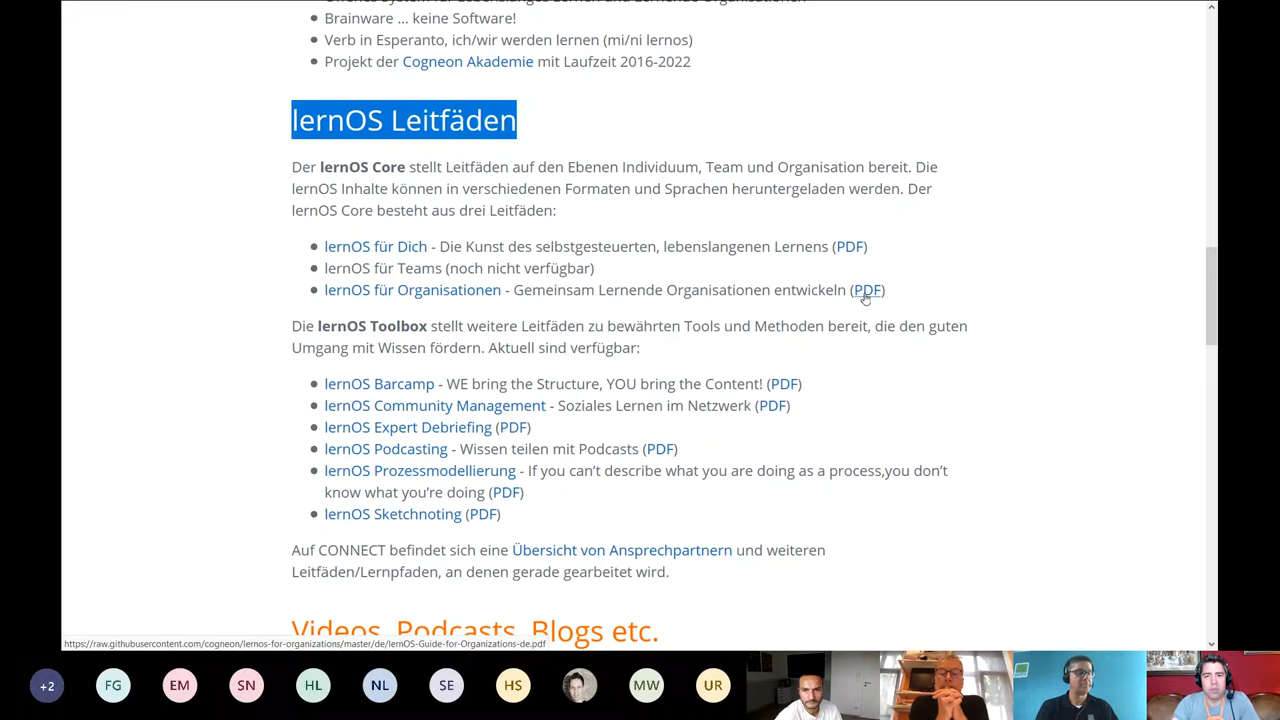 Offenes System für Lebenslanges Lernen und Lernende Organisationen
Brainware ... keine Software!
Verb in Esperanto, ich/wir werden lernen (mi/ni lernos)
Projekt der Cogneon Akademie mit Laufzeit 2016-2022
lernOS Leitfäden
Der lernOS Core stellt Leitfäden auf den Ebenen Individuum, Team und Organisation bereit. Die
lernOS Inhalte können in verschiedenen Formaten und Sprachen heruntergeladen werden. Der
lernOS Core besteht aus drei Leitfäden:
lernOS für Dich - Die Kunst des selbstgesteuerten, lebenslangenen Lernens (PDF)
lernOS für Teams (noch nicht verfügbar)
lernOS für Organisationen - Gemeinsam Lernende Organisationen entwickeln (PDF)
Die lernOS Toolbox stellt weitere Leitfäden zu bewährten Tools und Methoden bereit, die den guten
Umgang mit Wissen fördern. Aktuell sind verfügbar:
lernOS Barcamp - WE bring the Structure, YOU bring the Content! (PDF)
lernOS Community Management - Soziales Lernen im Netzwerk (PDF)
lernOS Expert Debriefing (PDF)
lernOS Podcasting - Wissen teilen mit Podcasts (PDF)
lernOS Prozessmodellierung - If you can't describe what you are doing as a process,you don't
know what you're doing (PDF)
lernOS Sketchnoting (PDF)
Auf CONNECT befindet sich eine Übersicht von Ansprechpartnern und weiteren
Leitfäden/Lernpfaden, an denen gerade gearbeitet wird.
Videos, Podcasts, Blogs etc.
https://raw.githubusercontent.com/cogneon/lernos-for-organizations/master/de/lernOS-Guide-for-Organizations-de.pdf
+2 FG EM SN HL NL SE HS MW UR